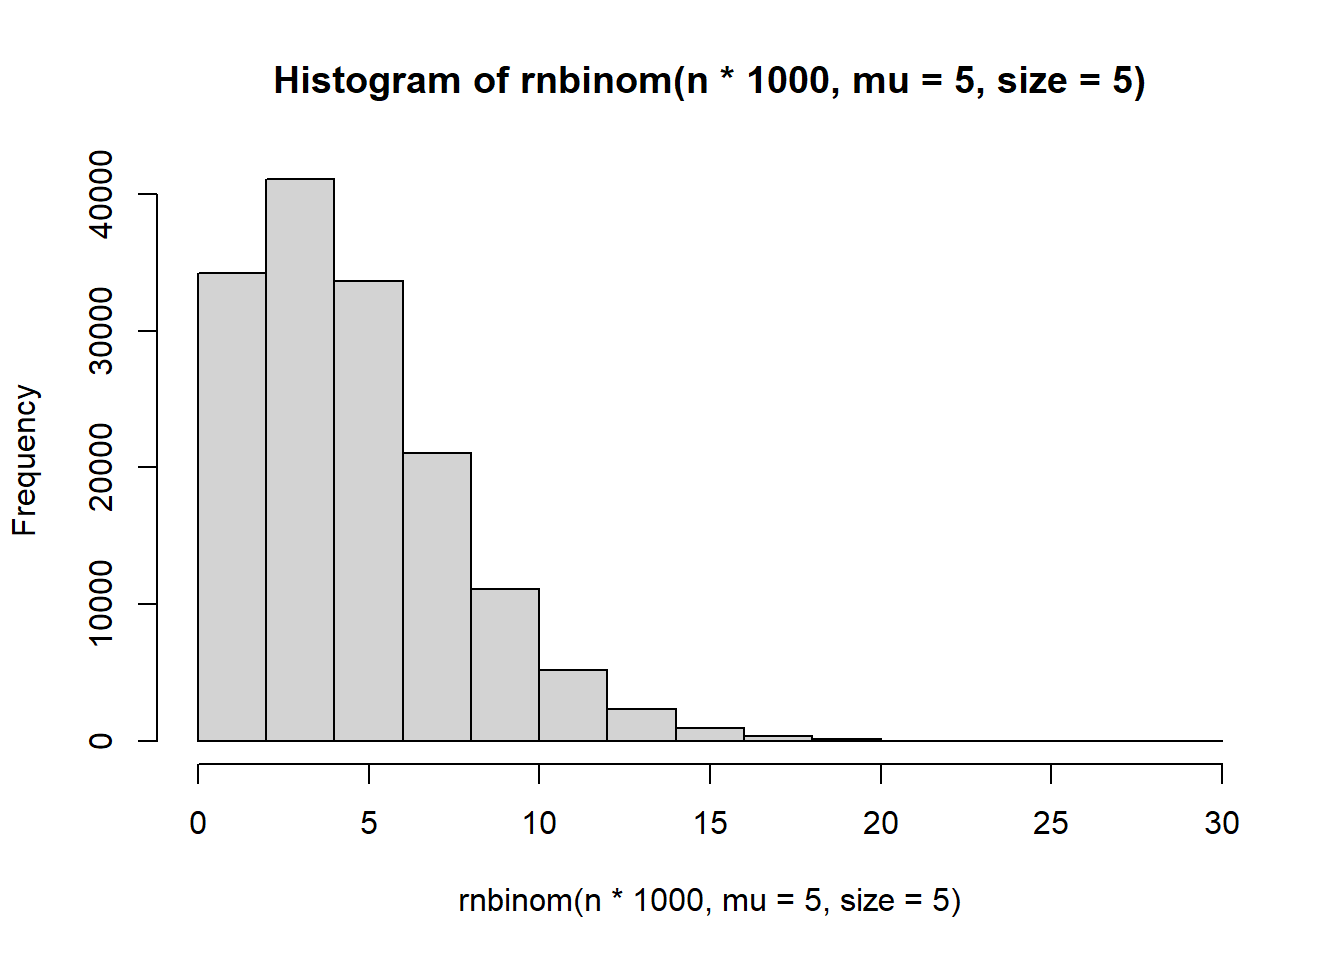 Histogram of rnbinom(n * 1000, mu = 5, size = 5)
Frequency
40000
30000
20000
10000
0
0 5 10 15 20 25 30
rnbinom(n * 1000, mu = 5, size = 5)